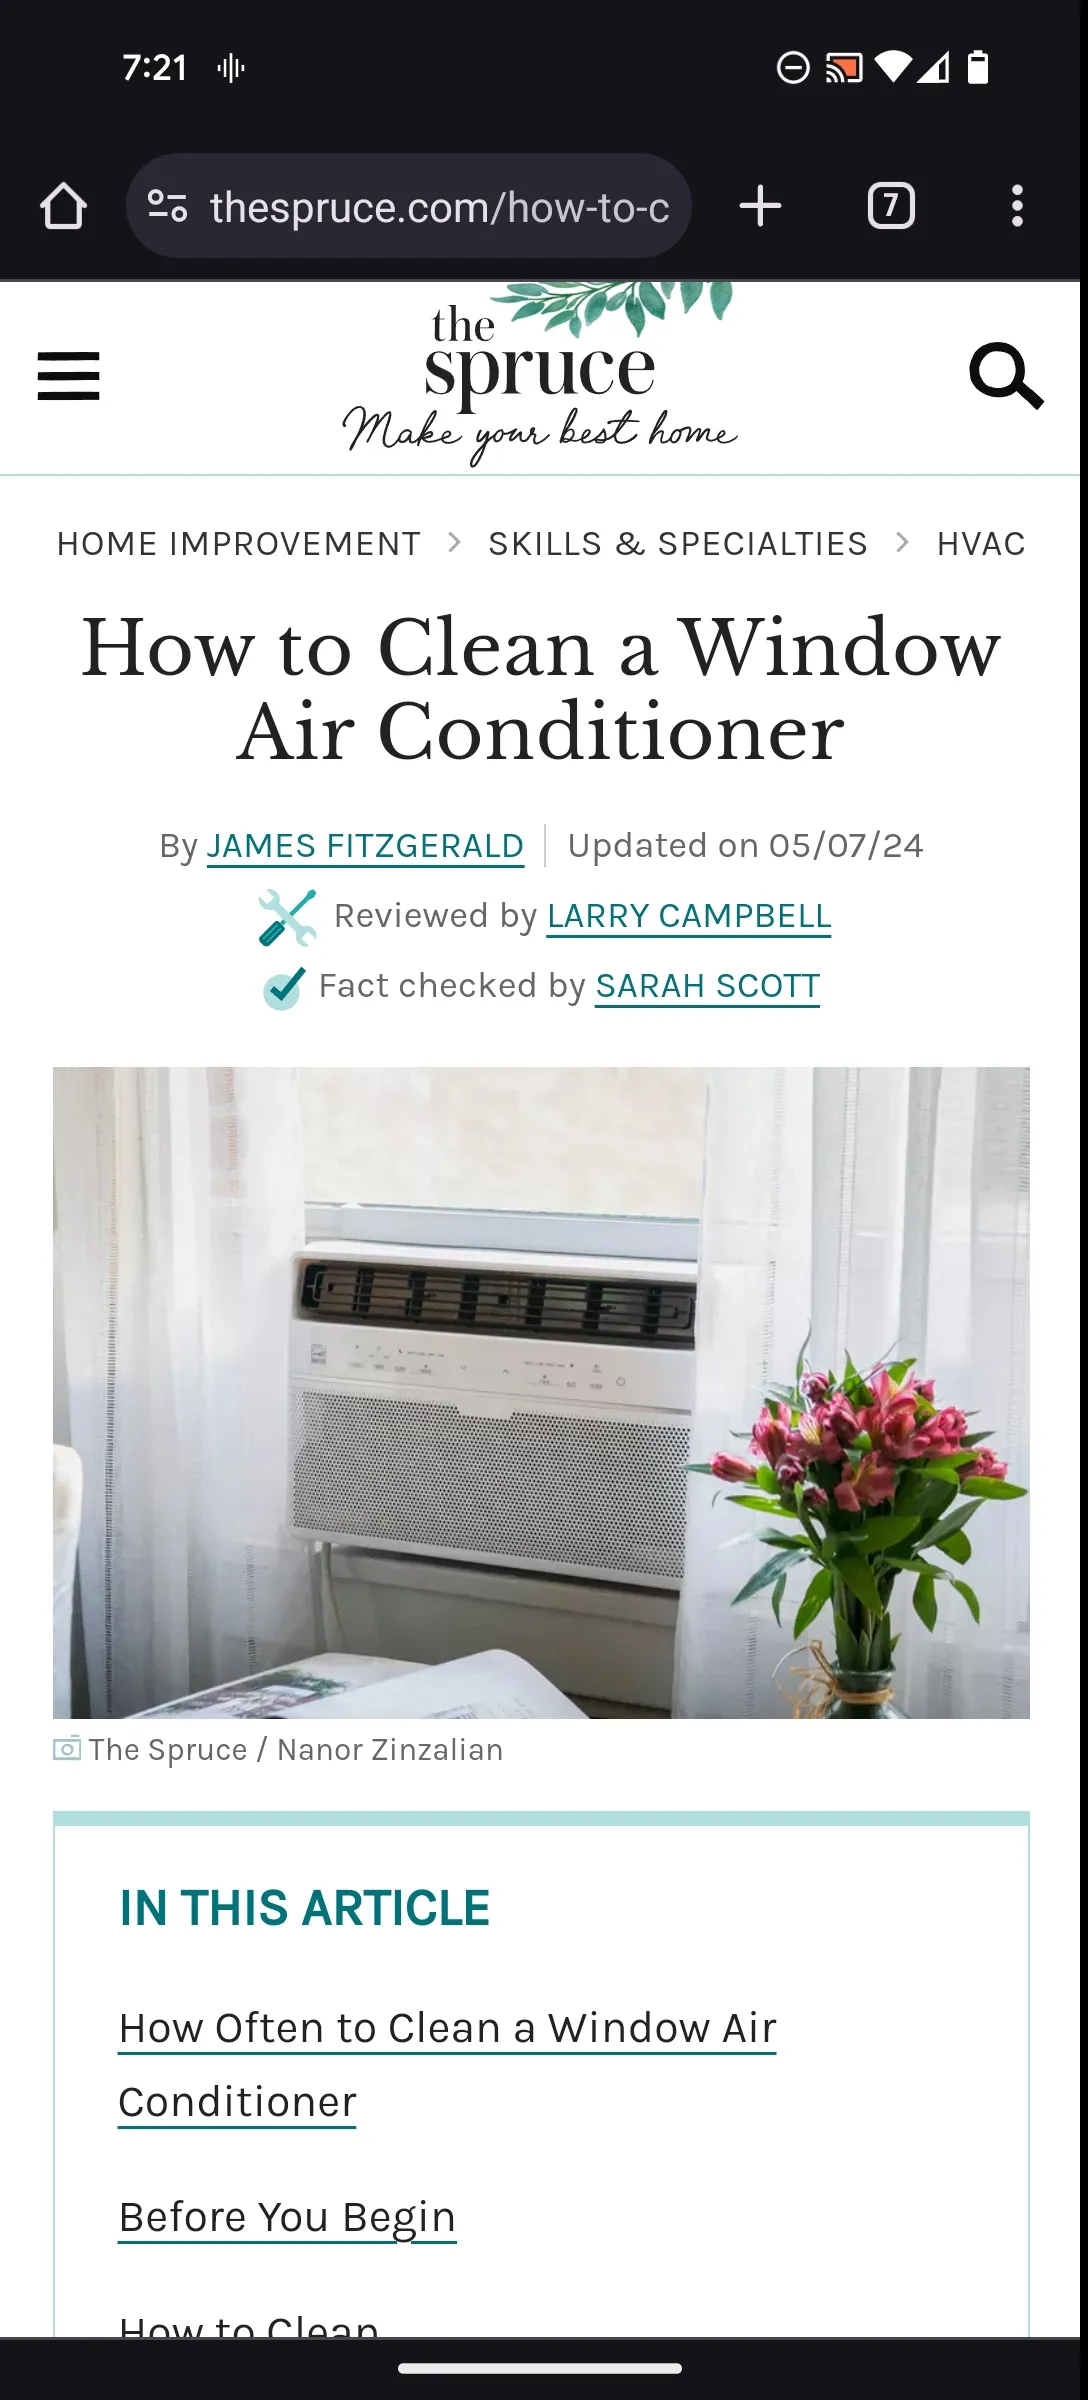 7:21
thespruce.com/how-to-c
7
the
spruce
Make your best home
HOME IMPROVEMENT > SKILLS & SPECIALTIES > HVAC
How to Clean a Window
Air Conditioner
By JAMES FITZGERALD | Updated on 05/07/24
Reviewed by LARRY CAMPBELL
Fact checked by SARAH SCOTT
The Spruce / Nanor Zinzalian
IN THIS ARTICLE
How Often to Clean a Window Air
Conditioner
Before You Begin
How to Clean